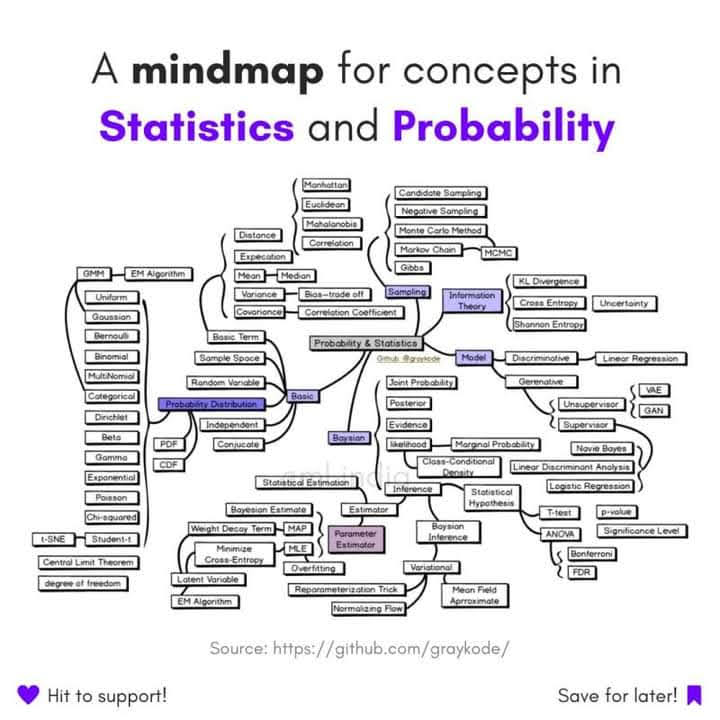 A mindmap for concepts in
Statistics and Probability
Manhattan
Euclidean
Mahalanobis
Correlation
Distance
Expecation
Mean
Median
Variance
Bias-trade off
Covariance
Correlation Coefficient
Candidate Sampling
Negative Sampling
Monte Carlo Method
Markov Chain
MCMC
Gibbs
Sampling
Information
Theory
KL Divergence
Cross Entropy
Uncertainty
Shannon Entropy
GMM
EM Algorithm
Uniform
Gaussian
Bernoulli
Binomial
MultiNomial
Categorical
Dirichlet
Beta
Gamma
Exponential
Poisson
Chi-squared
t-SNE
Student-t
Central Limit Theorem
degree of freedom
Basic Term
Sample Space
Random Variable
Probability Distribution
Basic
Independent
Conjucate
PDF
CDF
Probability & Statistics
Github @graykode
Model
Discriminative
Linear Regression
Gerenative
Unsupervisor
VAE
GAN
Supervisor
Navie Bayes
Linear Discriminant Analysis
Logistic Regression
Baysian
Joint Probability
Posterior
Evidence
likelihood
Marignal Probability
Class-Conditional
Density
Inference
Statistical
Hypothesis
T-test
p-value
ANOVA
Significance Level
Bonferroni
FDR
Statistical Estimation
Estimator
Bayesian Estimate
Weight Decay Term
MAP
Minimize
Cross-Entropy
MLE
Parameter
Estimator
Overfitting
Latent Variable
EM Algorithm
Baysian
Inference
Variational
Reparameterization Trick
Normalizing Flow
Mean Field
Aprroximate
Source: https://github.com/graykode/
Hit to support!
Save for later!